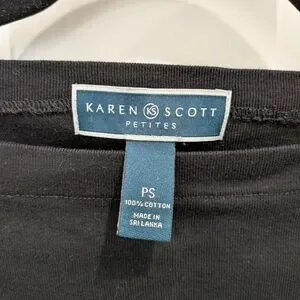 KAREN KS SCOTT
PETITES
PS
100% COTTON
MADE IN
SRI LANKA